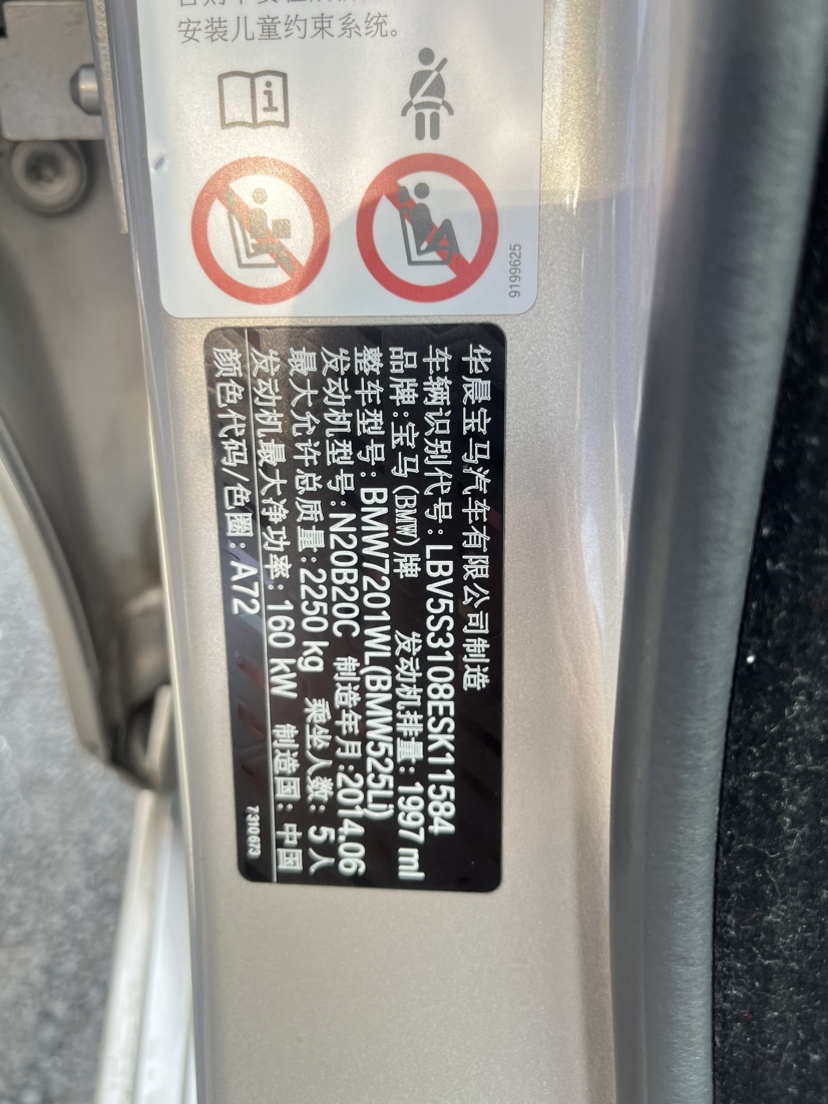 安装儿童约束系统。
9199625
华晨宝马汽车有限公司制造
车辆识别代号:LBV5S3108ESK11584
品牌:宝马(BMW)牌 发动机排量: 1997 ml
整车型号: BMW7201WL(BMW525Li)
发动机型号:N20B20C 制造年月:2014.06
最大允许总质量: 2250 kg 乘坐人数: 5人
发动机最大净功率: 160 kW 制造国: 中国
颜色代码/色圈: A72
7310673